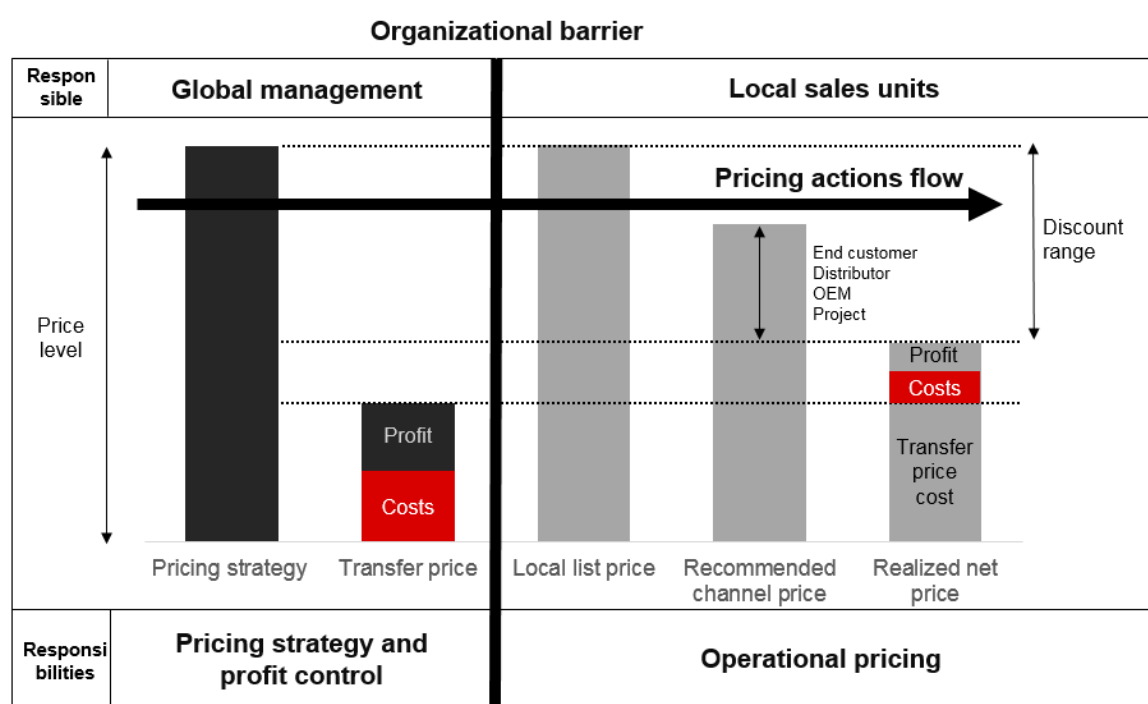 Organizational barrier
Respon
sible
Global management
Local sales units
Pricing actions flow
Discount
range
End customer
Distributor
OEM
Project
Price
level
Profit
Costs
Profit
Costs
Transfer
price
cost
Pricing strategy
Transfer price
Local list price
Recommended
channel price
Realized net
price
Responsi
bilities
Pricing strategy and
profit control
Operational pricing